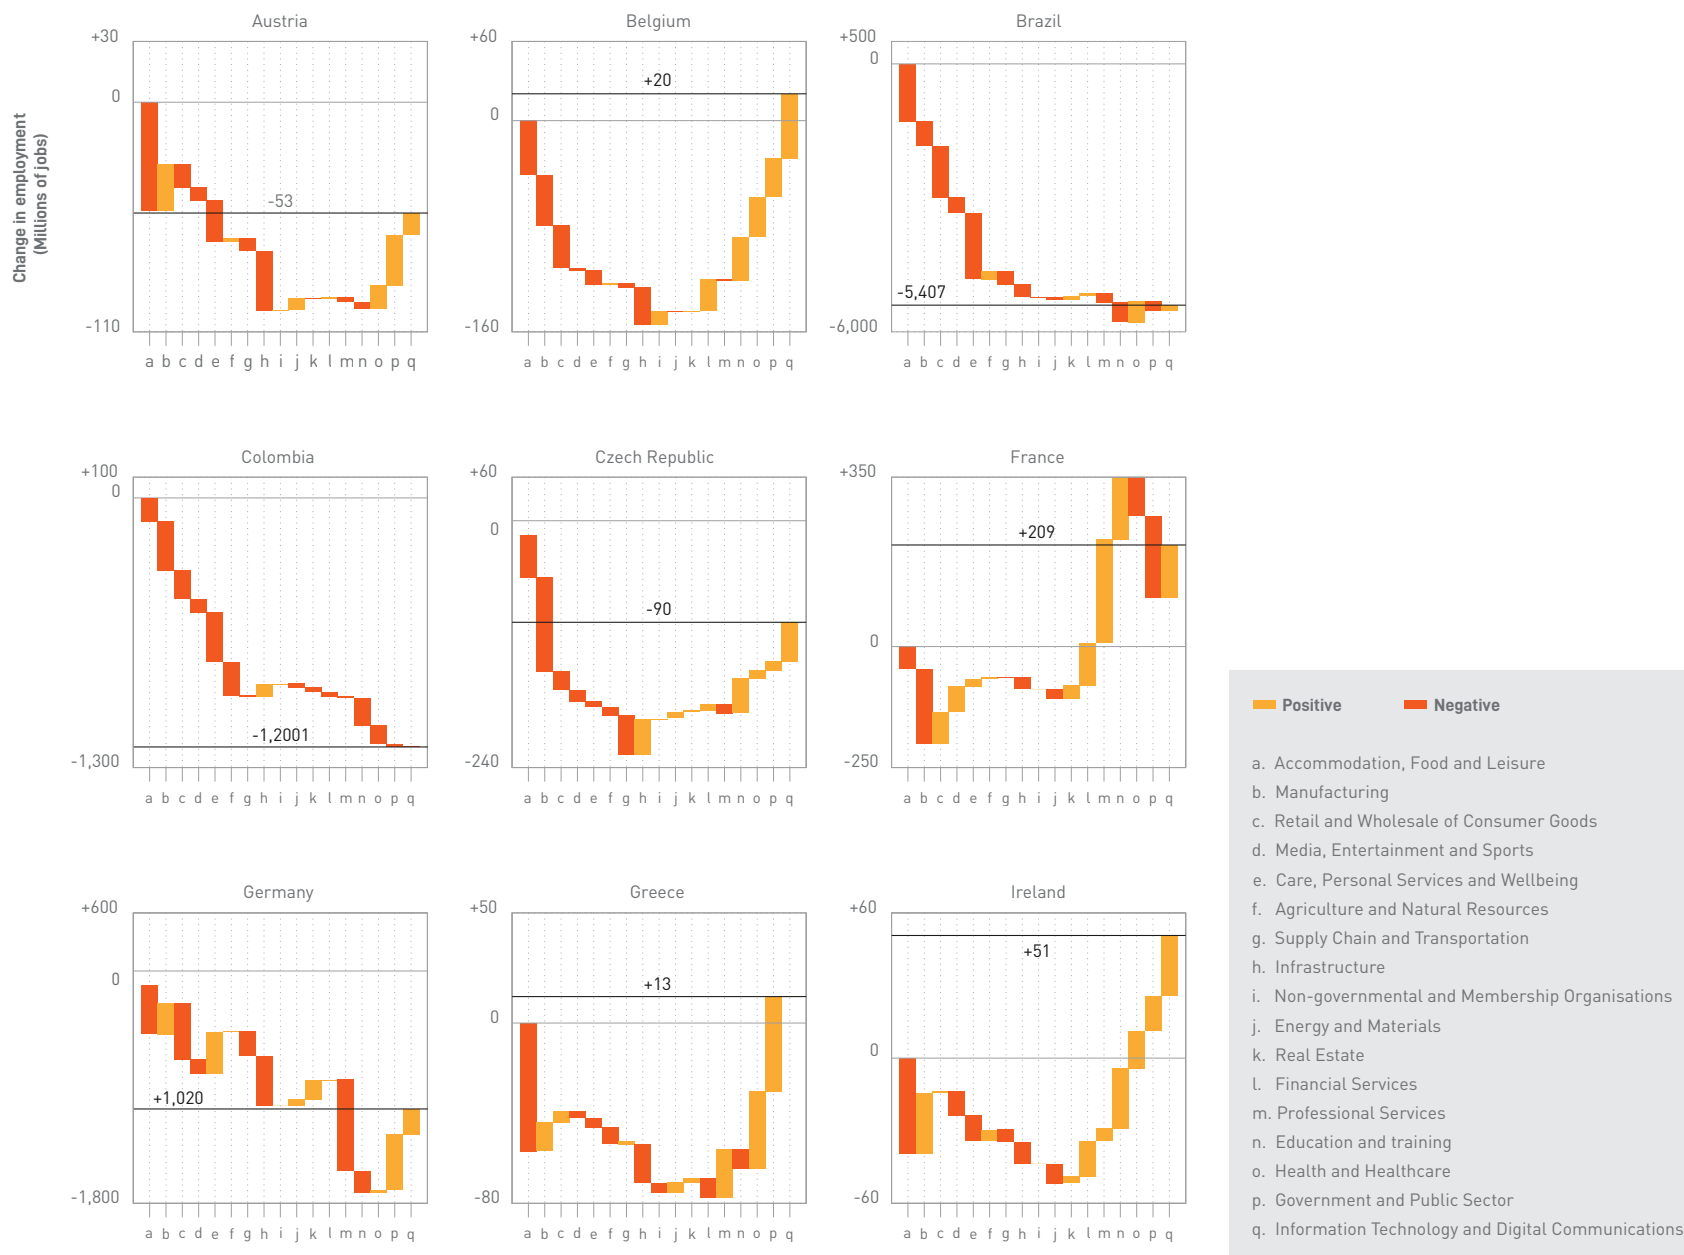 Austria
Belgium
Brazil
Change in employment
(Millions of jobs)
+30
0
-110
-53
a b c d e f g h i j k l m n o p q
+60
0
-160
+20
a b c d e f g h i j k l m n o p q
+500
0
-6,000
-5,407
a b c d e f g h i j k l m n o p q
Colombia
Czech Republic
France
+100
0
-1,300
-1,2001
a b c d e f g h i j k l m n o p q
+60
0
-240
-90
a b c d e f g h i j k l m n o p q
+350
0
-250
+209
a b c d e f g h i j k l m n o p q
Germany
Greece
Ireland
+600
0
-1,800
+1,020
a b c d e f g h i j k l m n o p q
+50
0
-80
+13
a b c d e f g h i j k l m n o p q
+60
0
-60
+51
a b c d e f g h i j k l m n o p q
Positive Negative
a. Accommodation, Food and Leisure
b. Manufacturing
c. Retail and Wholesale of Consumer Goods
d. Media, Entertainment and Sports
e. Care, Personal Services and Wellbeing
f. Agriculture and Natural Resources
g. Supply Chain and Transportation
h. Infrastructure
i. Non-governmental and Membership Organisations
j. Energy and Materials
k. Real Estate
l. Financial Services
m. Professional Services
n. Education and training
o. Health and Healthcare
p. Government and Public Sector
q. Information Technology and Digital Communications